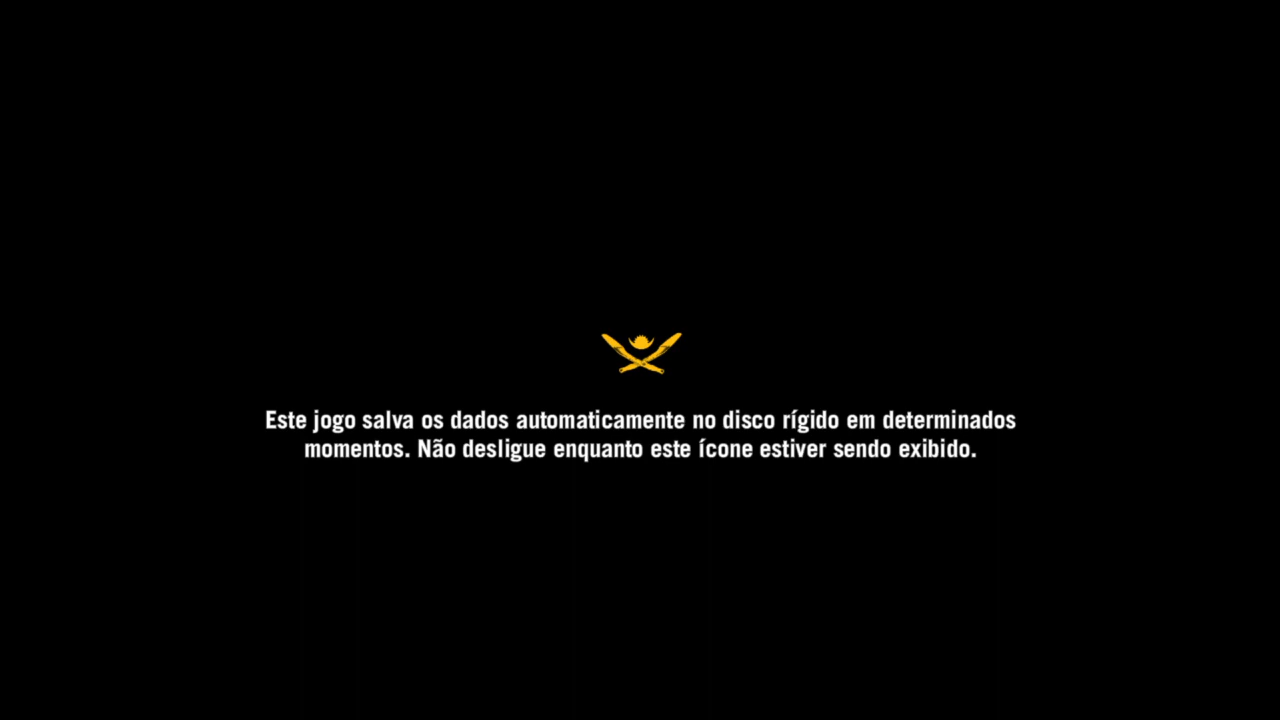 Este jogo salva os dados automaticamente no disco rígido em determinados
momentos. Não desligue enquanto este ícone estiver sendo exibido.